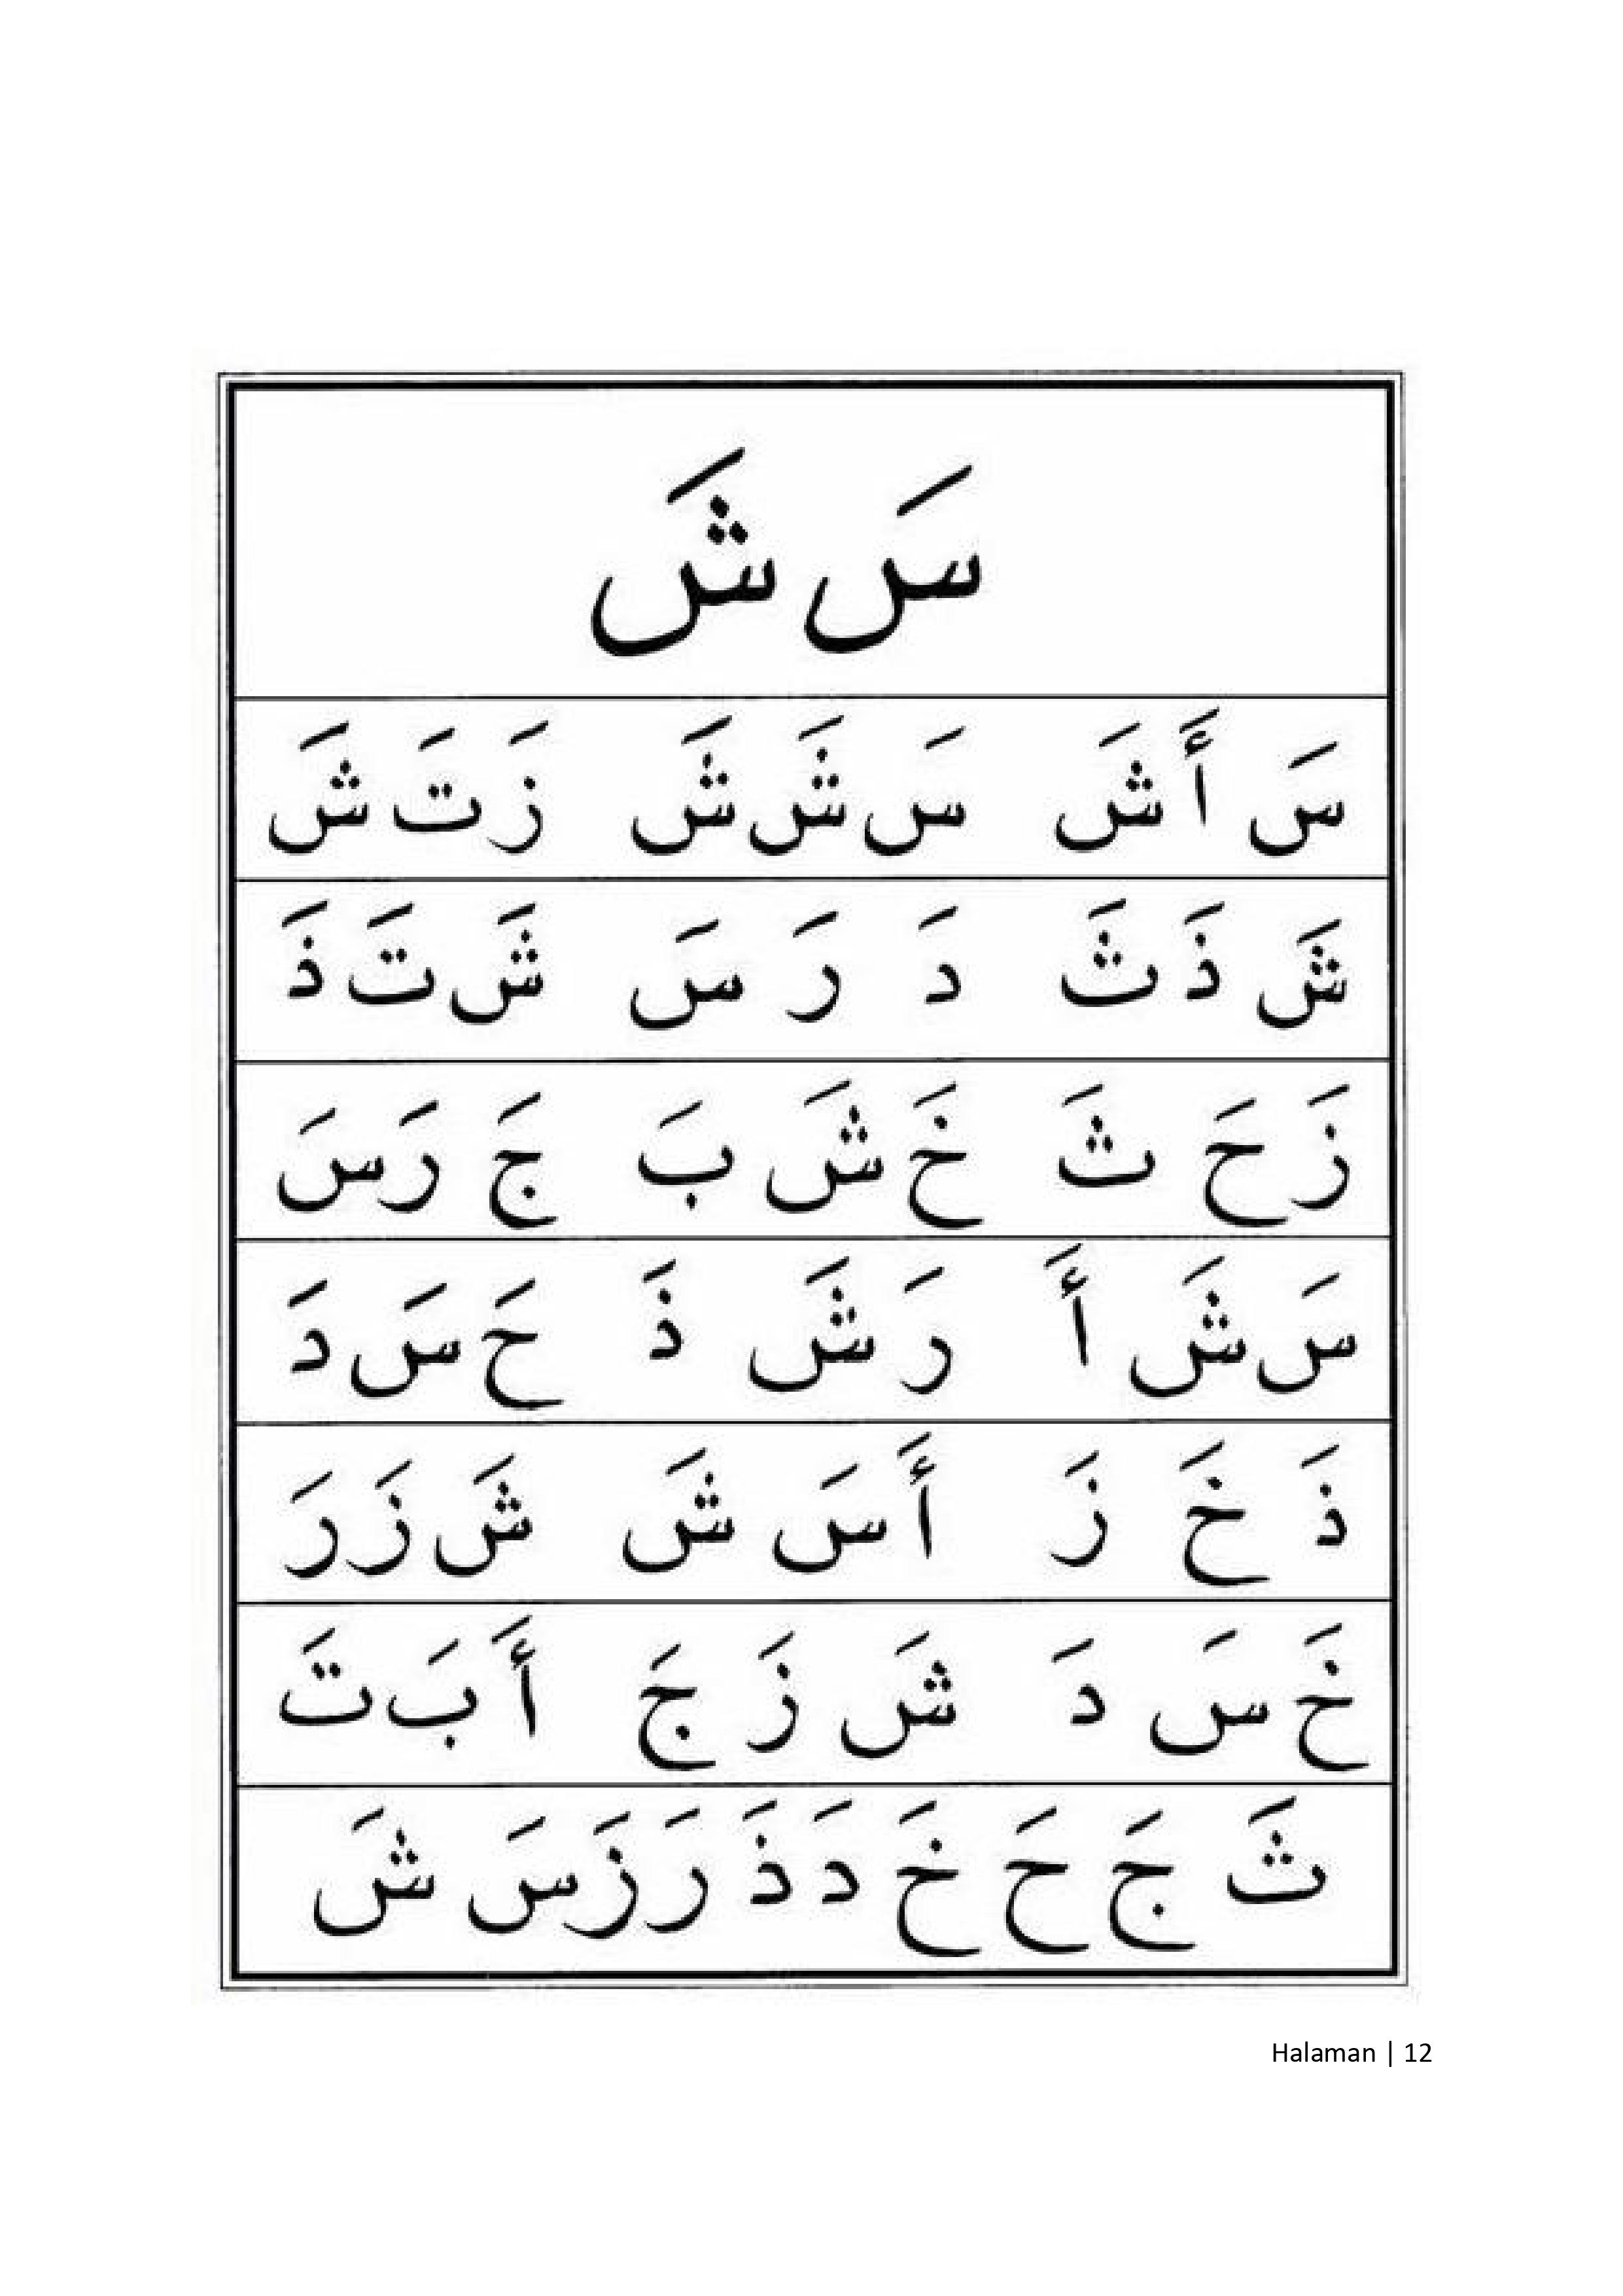 سَ شَ
سَ أَ شَ سَ شَ شَ زَ تَ شَ
شَ ذَ ثَ دَ رَ سَ شَ تَ ذَ
زَ حَ ثَ خَ شَ بَ جَ رَ سَ
سَ شَ أَ رَ شَ ذَ حَ سَ دَ
ذَ خَ زَ أَ سَ شَ شَ زَ رَ
خَ سَ دَ شَ زَ جَ أَ بَ تَ
ثَ جَ حَ خَ دَ ذَ رَ زَ سَ شَ
Halaman | 12